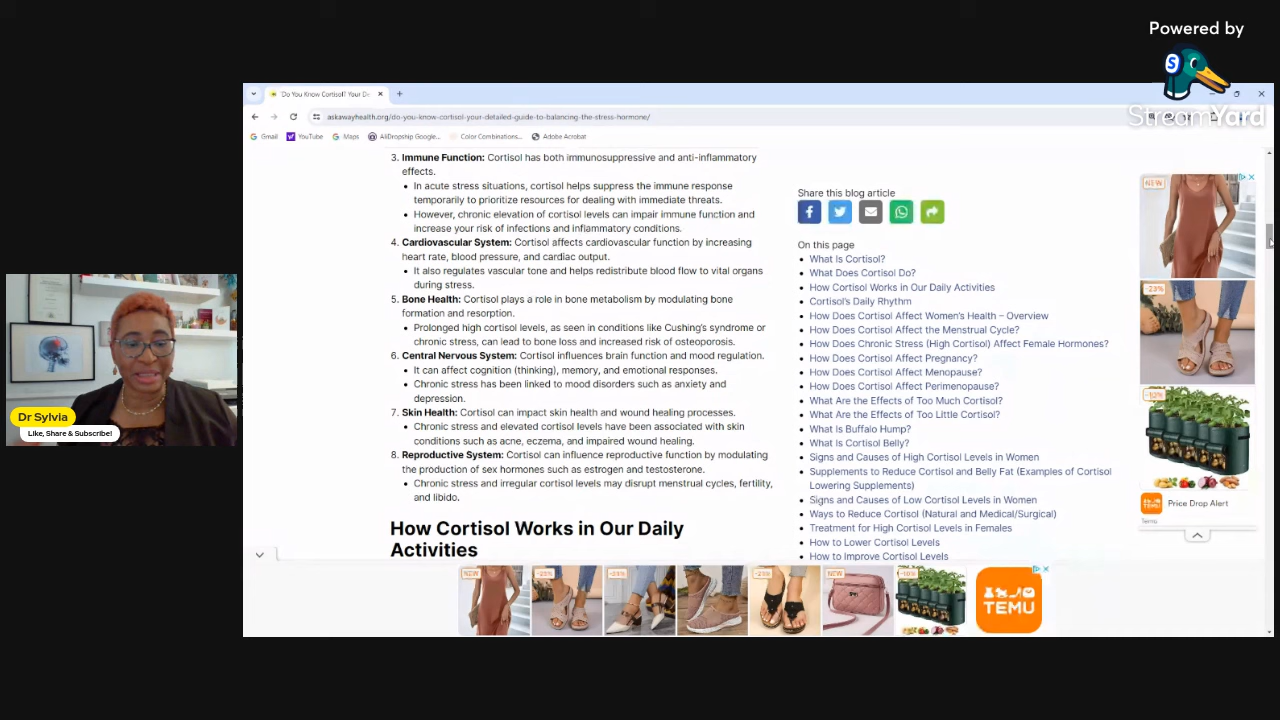 Powered by
S
StreamYard
'Do You Know Cortisol? Your De
askawayhealth.org/do-you-know-cortisol-your-detailed-guide-to-balancing-the-stress-hormone/
Gmail
YouTube
Maps
AliDropship Google...
Color Combinations...
Adobe Acrobat
3. Immune Function: Cortisol has both immunosuppressive and anti-inflammatory
effects.
• In acute stress situations, cortisol helps suppress the immune response
temporarily to prioritize resources for dealing with immediate threats.
• However, chronic elevation of cortisol levels can impair immune function and
increase your risk of infections and inflammatory conditions.
4. Cardiovascular System: Cortisol affects cardiovascular function by increasing
heart rate, blood pressure, and cardiac output.
• It also regulates vascular tone and helps redistribute blood flow to vital organs
during stress.
5. Bone Health: Cortisol plays a role in bone metabolism by modulating bone
formation and resorption.
• Prolonged high cortisol levels, as seen in conditions like Cushing's syndrome or
chronic stress, can lead to bone loss and increased risk of osteoporosis.
6. Central Nervous System: Cortisol influences brain function and mood regulation.
• It can affect cognition (thinking), memory, and emotional responses.
• Chronic stress has been linked to mood disorders such as anxiety and
depression.
7. Skin Health: Cortisol can impact skin health and wound healing processes.
• Chronic stress and elevated cortisol levels have been associated with skin
conditions such as acne, eczema, and impaired wound healing.
8. Reproductive System: Cortisol can influence reproductive function by modulating
the production of sex hormones such as estrogen and testosterone.
• Chronic stress and irregular cortisol levels may disrupt menstrual cycles, fertility,
and libido.
How Cortisol Works in Our Daily
Activities
Share this blog article
On this page
• What Is Cortisol?
• What Does Cortisol Do?
• How Cortisol Works in Our Daily Activities
• Cortisol's Daily Rhythm
• How Does Cortisol Affect Women's Health – Overview
• How Does Cortisol Affect the Menstrual Cycle?
• How Does Chronic Stress (High Cortisol) Affect Female Hormones?
• How Does Cortisol Affect Pregnancy?
• How Does Cortisol Affect Menopause?
• How Does Cortisol Affect Perimenopause?
• What Are the Effects of Too Much Cortisol?
• What Are the Effects of Too Little Cortisol?
• What Is Buffalo Hump?
• What Is Cortisol Belly?
• Signs and Causes of High Cortisol Levels in Women
• Supplements to Reduce Cortisol and Belly Fat (Examples of Cortisol
Lowering Supplements)
• Signs and Causes of Low Cortisol Levels in Women
• Ways to Reduce Cortisol (Natural and Medical/Surgical)
• Treatment for High Cortisol Levels in Females
• How to Lower Cortisol Levels
• How to Improve Cortisol Levels
NEW
-23%
-10%
Price Drop Alert
Temu
NEW
NEW
TEMU
Dr Sylvia
Like, Share & Subscribe!